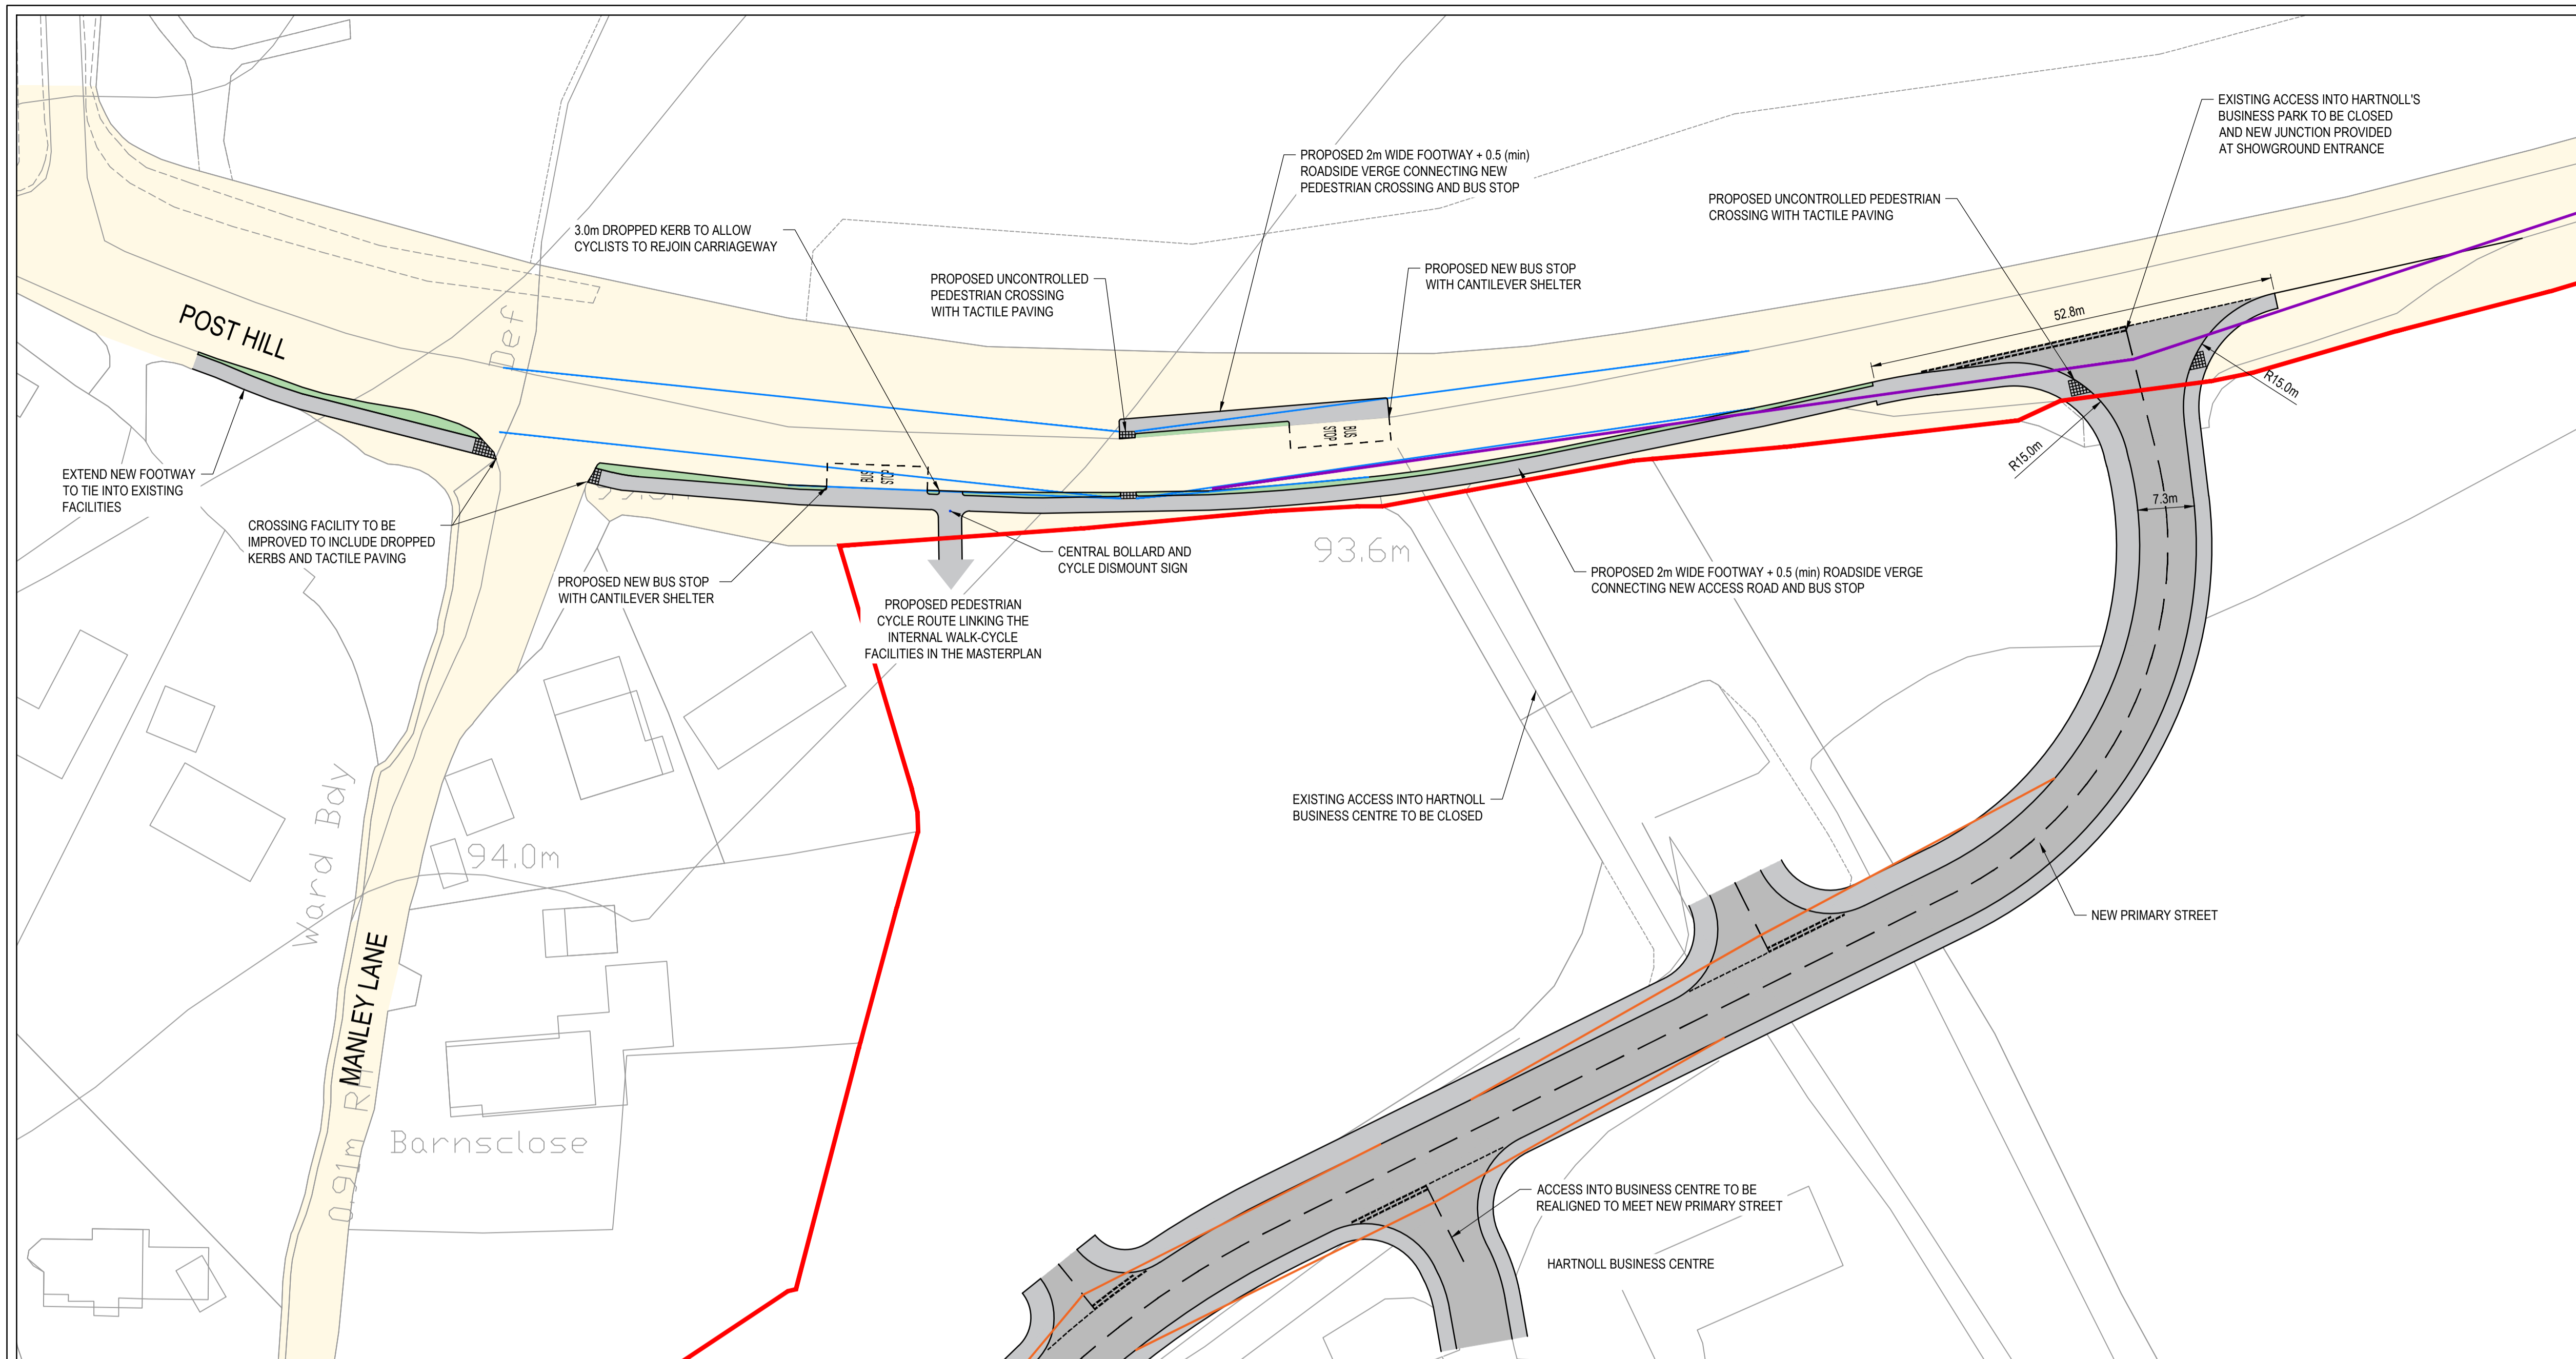 EXISTING ACCESS INTO HARTNOLL'S
BUSINESS PARK TO BE CLOSED
AND NEW JUNCTION PROVIDED
AT SHOWGROUND ENTRANCE
PROPOSED 2m WIDE FOOTWAY + 0.5 (min)
ROADSIDE VERGE CONNECTING NEW
PEDESTRIAN CROSSING AND BUS STOP
PROPOSED UNCONTROLLED PEDESTRIAN
CROSSING WITH TACTILE PAVING
3.0m DROPPED KERB TO ALLOW
CYCLISTS TO REJOIN CARRIAGEWAY
PROPOSED UNCONTROLLED
PEDESTRIAN CROSSING
WITH TACTILE PAVING
PROPOSED NEW BUS STOP
WITH CANTILEVER SHELTER
POST HILL
Def
52.8m
R15.0m
R15.0m
7.3m
BUS
STOP
BUS
STOP
EXTEND NEW FOOTWAY
TO TIE INTO EXISTING
FACILITIES
CROSSING FACILITY TO BE
IMPROVED TO INCLUDE DROPPED
KERBS AND TACTILE PAVING
PROPOSED NEW BUS STOP
WITH CANTILEVER SHELTER
CENTRAL BOLLARD AND
CYCLE DISMOUNT SIGN
93.6m
PROPOSED 2m WIDE FOOTWAY + 0.5 (min) ROADSIDE VERGE
CONNECTING NEW ACCESS ROAD AND BUS STOP
PROPOSED PEDESTRIAN
CYCLE ROUTE LINKING THE
INTERNAL WALK-CYCLE
FACILITIES IN THE MASTERPLAN
EXISTING ACCESS INTO HARTNOLL
BUSINESS CENTRE TO BE CLOSED
94.0m
Ward Bdy
MANLEY LANE
NEW PRIMARY STREET
0.91m RH
Barnsclose
ACCESS INTO BUSINESS CENTRE TO BE
REALIGNED TO MEET NEW PRIMARY STREET
HARTNOLL BUSINESS CENTRE